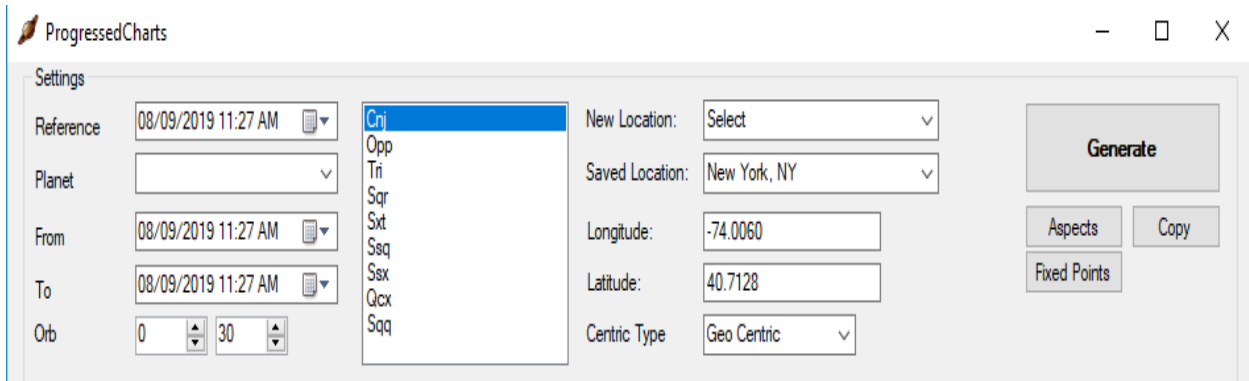 ProgressedCharts
Settings
Reference 08/09/2019 11:27 AM
Planet
From 08/09/2019 11:27 AM
To 08/09/2019 11:27 AM
Orb 0 30
Cnj
Opp
Tri
Sqr
Sxt
Ssq
Ssx
Qcx
Sqq
New Location: Select
Saved Location: New York, NY
Longitude: -74.0060
Latitude: 40.7128
Centric Type Geo Centric
Generate
Aspects Copy
Fixed Points